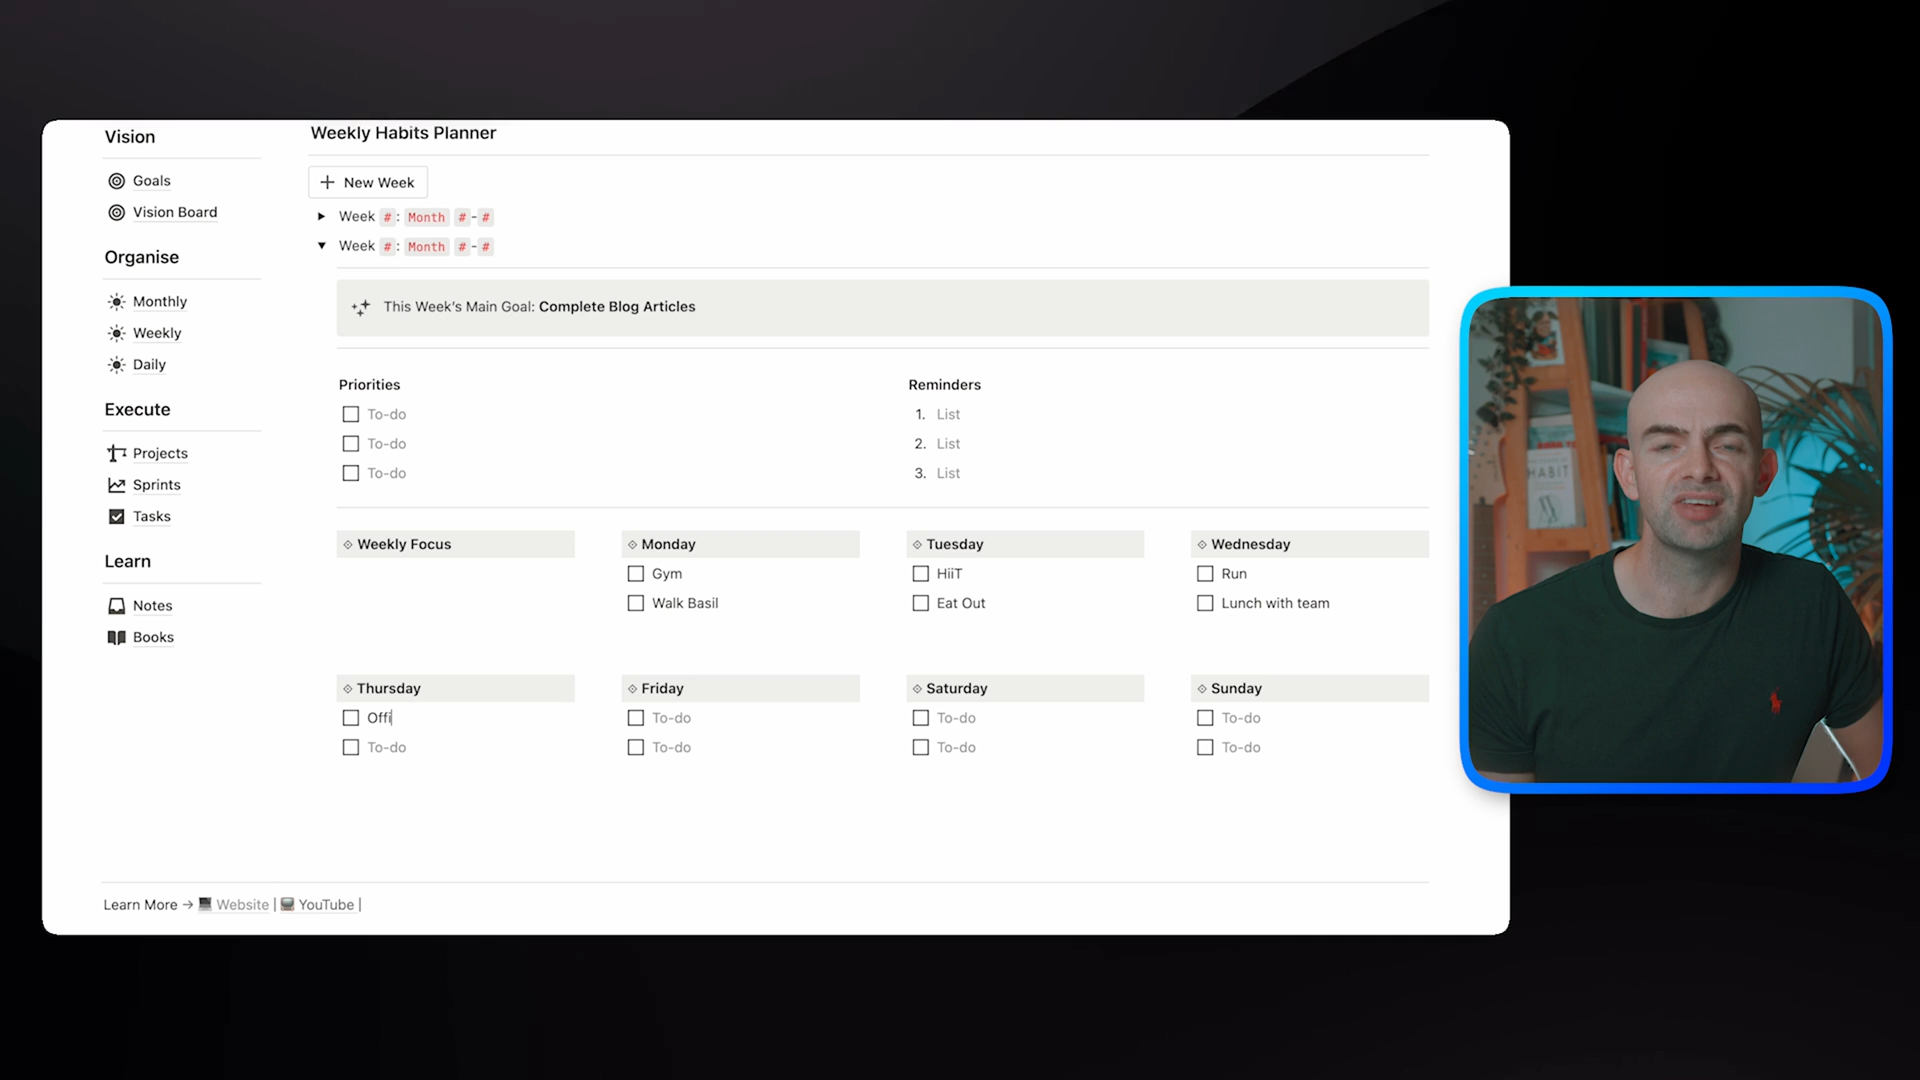 Vision
Goals
Vision Board
Organise
Monthly
Weekly
Daily
Execute
Projects
Sprints
Tasks
Learn
Notes
Books
Weekly Habits Planner
New Week
Week #: Month #-#
Week #: Month #-#
This Week's Main Goal: Complete Blog Articles
Priorities
To-do
To-do
To-do
Reminders
1. List
2. List
3. List
Weekly Focus
Monday
Gym
Walk Basil
Tuesday
HiiT
Eat Out
Wednesday
Run
Lunch with team
Thursday
Offi
To-do
Friday
To-do
To-do
Saturday
To-do
To-do
Sunday
To-do
To-do
Learn More → Website | YouTube |
HABIT